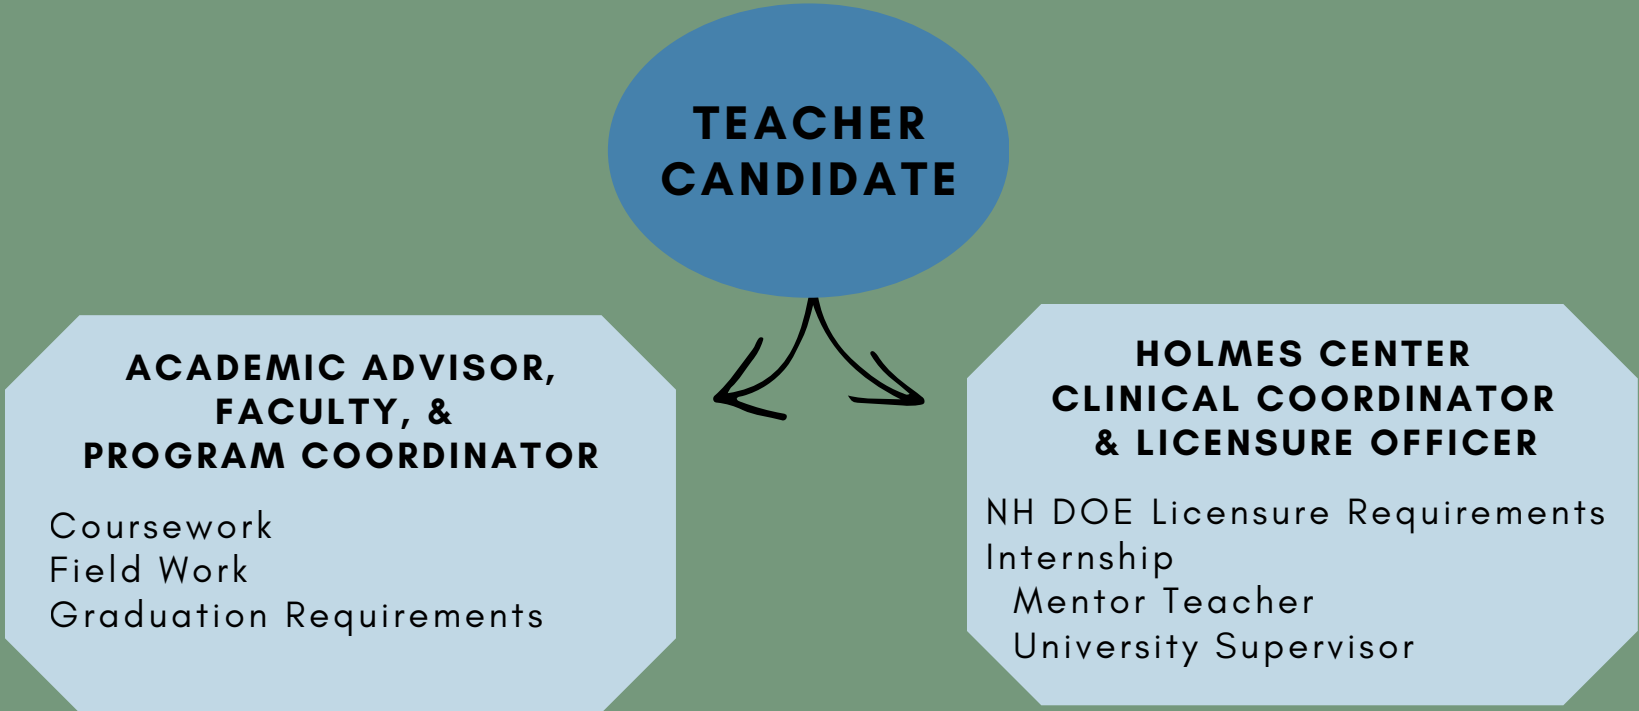 TEACHER
CANDIDATE
ACADEMIC ADVISOR,
FACULTY, &
PROGRAM COORDINATOR
Coursework
Field Work
Graduation Requirements
HOLMES CENTER
CLINICAL COORDINATOR
& LICENSURE OFFICER
NH DOE Licensure Requirements
Internship
Mentor Teacher
University Supervisor